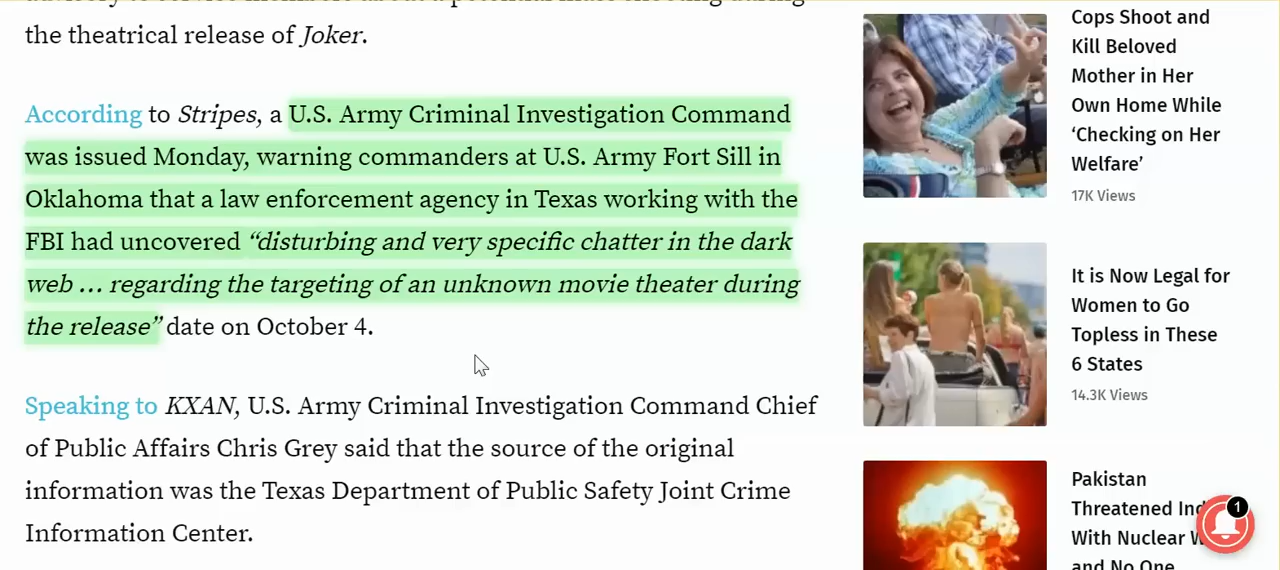 the theatrical release of Joker.
According to Stripes, a U.S. Army Criminal Investigation Command
was issued Monday, warning commanders at U.S. Army Fort Sill in
Oklahoma that a law enforcement agency in Texas working with the
FBI had uncovered “disturbing and very specific chatter in the dark
web … regarding the targeting of an unknown movie theater during
the release” date on October 4.
Speaking to KXAN, U.S. Army Criminal Investigation Command Chief
of Public Affairs Chris Grey said that the source of the original
information was the Texas Department of Public Safety Joint Crime
Information Center.
Cops Shoot and
Kill Beloved
Mother in Her
Own Home While
‘Checking on Her
Welfare’
17K Views
It is Now Legal for
Women to Go
Topless in These
6 States
14.3K Views
Pakistan
Threatened
With Nuclear
and No One
1